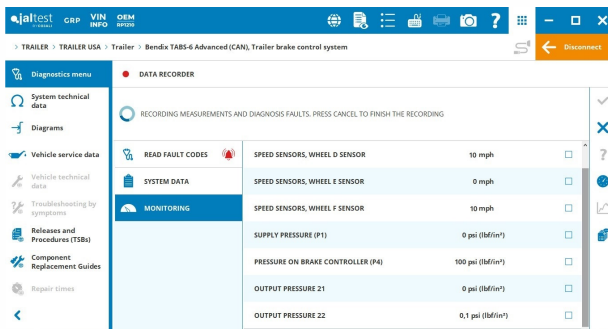 jaltest GRP VIN INFO OEM RP1210
BY COJALI
> TRAILER > TRAILER USA > Trailer > Bendix TABS-6 Advanced (CAN), Trailer brake control system
Disconnect
Diagnostics menu
System technical data
Diagrams
Vehicle service data
Vehicle technical data
Troubleshooting by symptoms
Releases and Procedures (TSBs)
Component Replacement Guides
Repair times
DATA RECORDER
RECORDING MEASUREMENTS AND DIAGNOSIS FAULTS. PRESS CANCEL TO FINISH THE RECORDING
READ FAULT CODES
SYSTEM DATA
MONITORING
SPEED SENSORS, WHEEL D SENSOR 10 mph
SPEED SENSORS, WHEEL E SENSOR 0 mph
SPEED SENSORS, WHEEL F SENSOR 10 mph
SUPPLY PRESSURE (P1) 0 psi (lbf/in²)
PRESSURE ON BRAKE CONTROLLER (P4) 100 psi (lbf/in²)
OUTPUT PRESSURE 21 0 psi (lbf/in²)
OUTPUT PRESSURE 22 0,1 psi (lbf/in²)